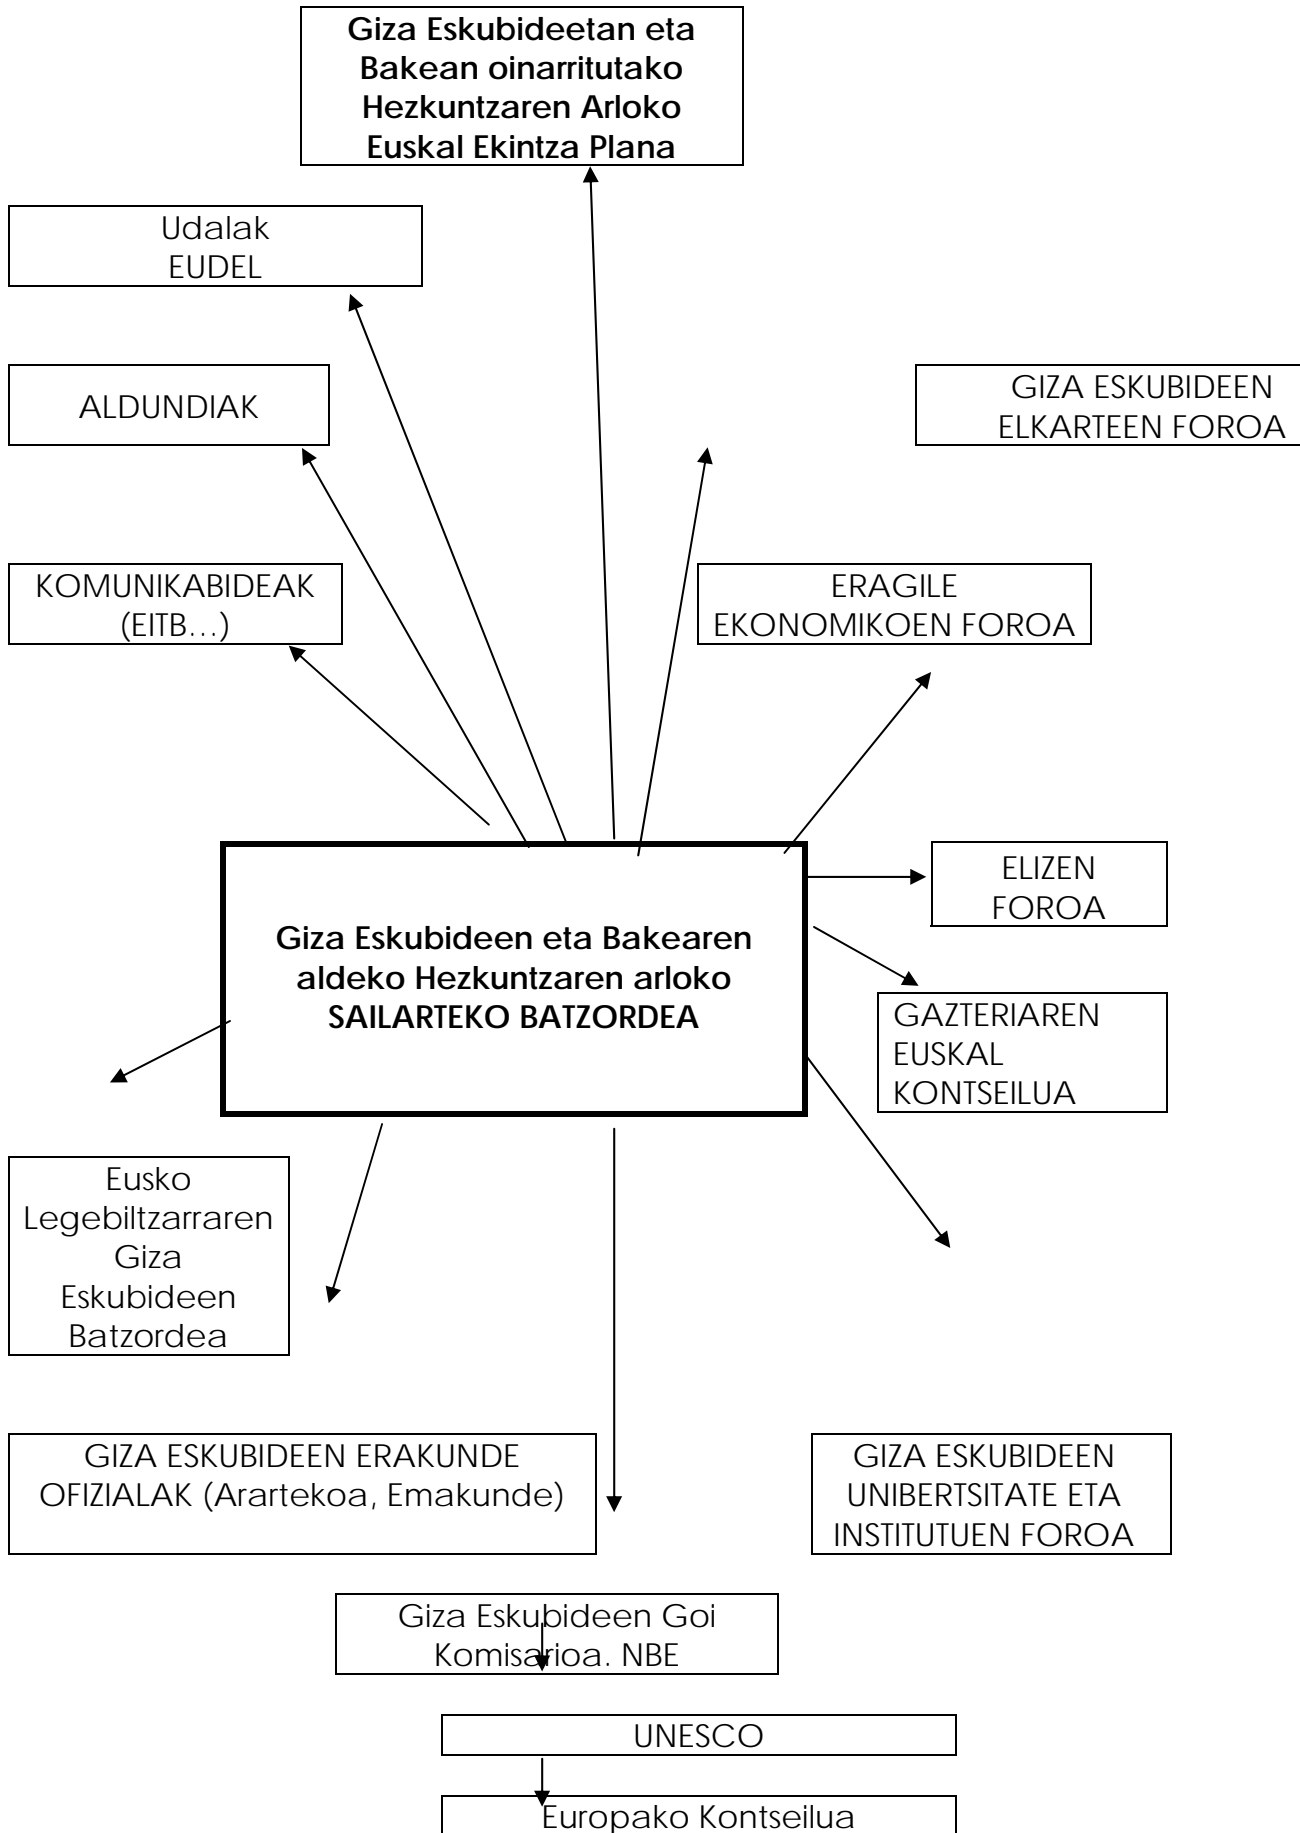 Giza Eskubideetan eta
Bakean oinarritutako
Hezkuntzaren Arloko
Euskal Ekintza Plana
Udalak
EUDEL
ALDUNDIAK
GIZA ESKUBIDEEN
ELKARTEEN FOROA
KOMUNIKABIDEAK
(EITB...)
ERAGILE
EKONOMIKOEN FOROA
ELIZEN
FOROA
Giza Eskubideen eta Bakearen
aldeko Hezkuntzaren arloko
SAILARTEKO BATZORDEA
GAZTERIAREN
EUSKAL
KONTSEILUA
Eusko
Legebiltzarraren
Giza
Eskubideen
Batzordea
GIZA ESKUBIDEEN ERAKUNDE
OFIZIALAK (Arartekoa, Emakunde)
GIZA ESKUBIDEEN
UNIBERTSITATE ETA
INSTITUTUEN FOROA
Giza Eskubideen Goi
Komisarioa. NBE
UNESCO
Europako Kontseilua